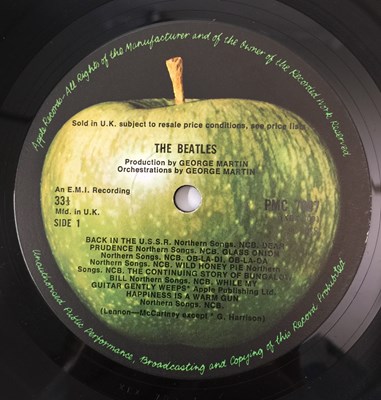 Apple Records. All Rights of the Manufacturer and of the Owner of the Recorded Work Reserved
Sold in U.K. subject to resale price conditions, see price lists
THE BEATLES
Production by GEORGE MARTIN
Orchestrations by GEORGE MARTIN
An E.M.I. Recording
33⅓
Mfd. in U.K.
SIDE 1
PMC
BACK IN THE U.S.S.R. Northern Songs. NCB. DEAR
PRUDENCE Northern Songs. NCB. GLASS ONION
Northern Songs. NCB. OB-LA-DI, OB-LA-DA
Northern Songs. NCB. WILD HONEY PIE Northern
Songs. NCB. THE CONTINUING STORY OF BUNGALOW
BILL Northern Songs. NCB. WHILE MY
GUITAR GENTLY WEEPS* Apple Publishing Ltd.
HAPPINESS IS A WARM GUN
Northern Songs. NCB.
(Lennon—McCartney except * G. Harrison)
Unauthorised Public Performance, Broadcasting and Copying of this Record Prohibited